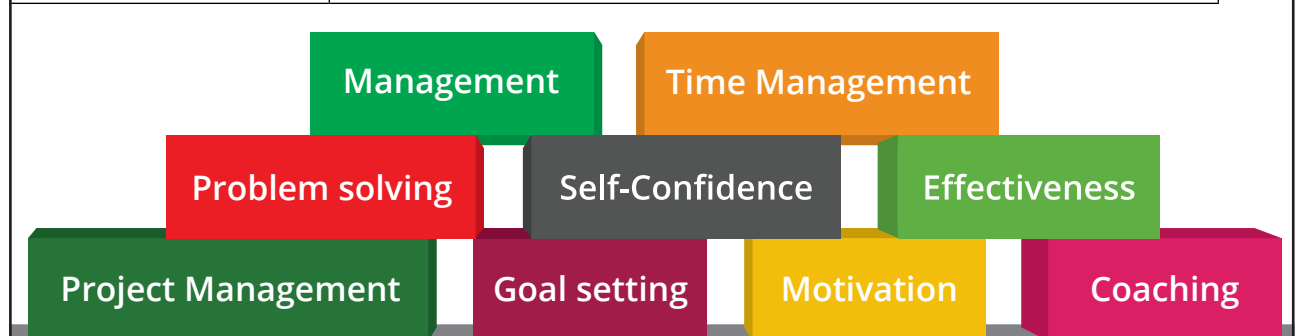 Management
Time Management
Problem solving
Self-Confidence
Effectiveness
Project Management
Goal setting
Motivation
Coaching